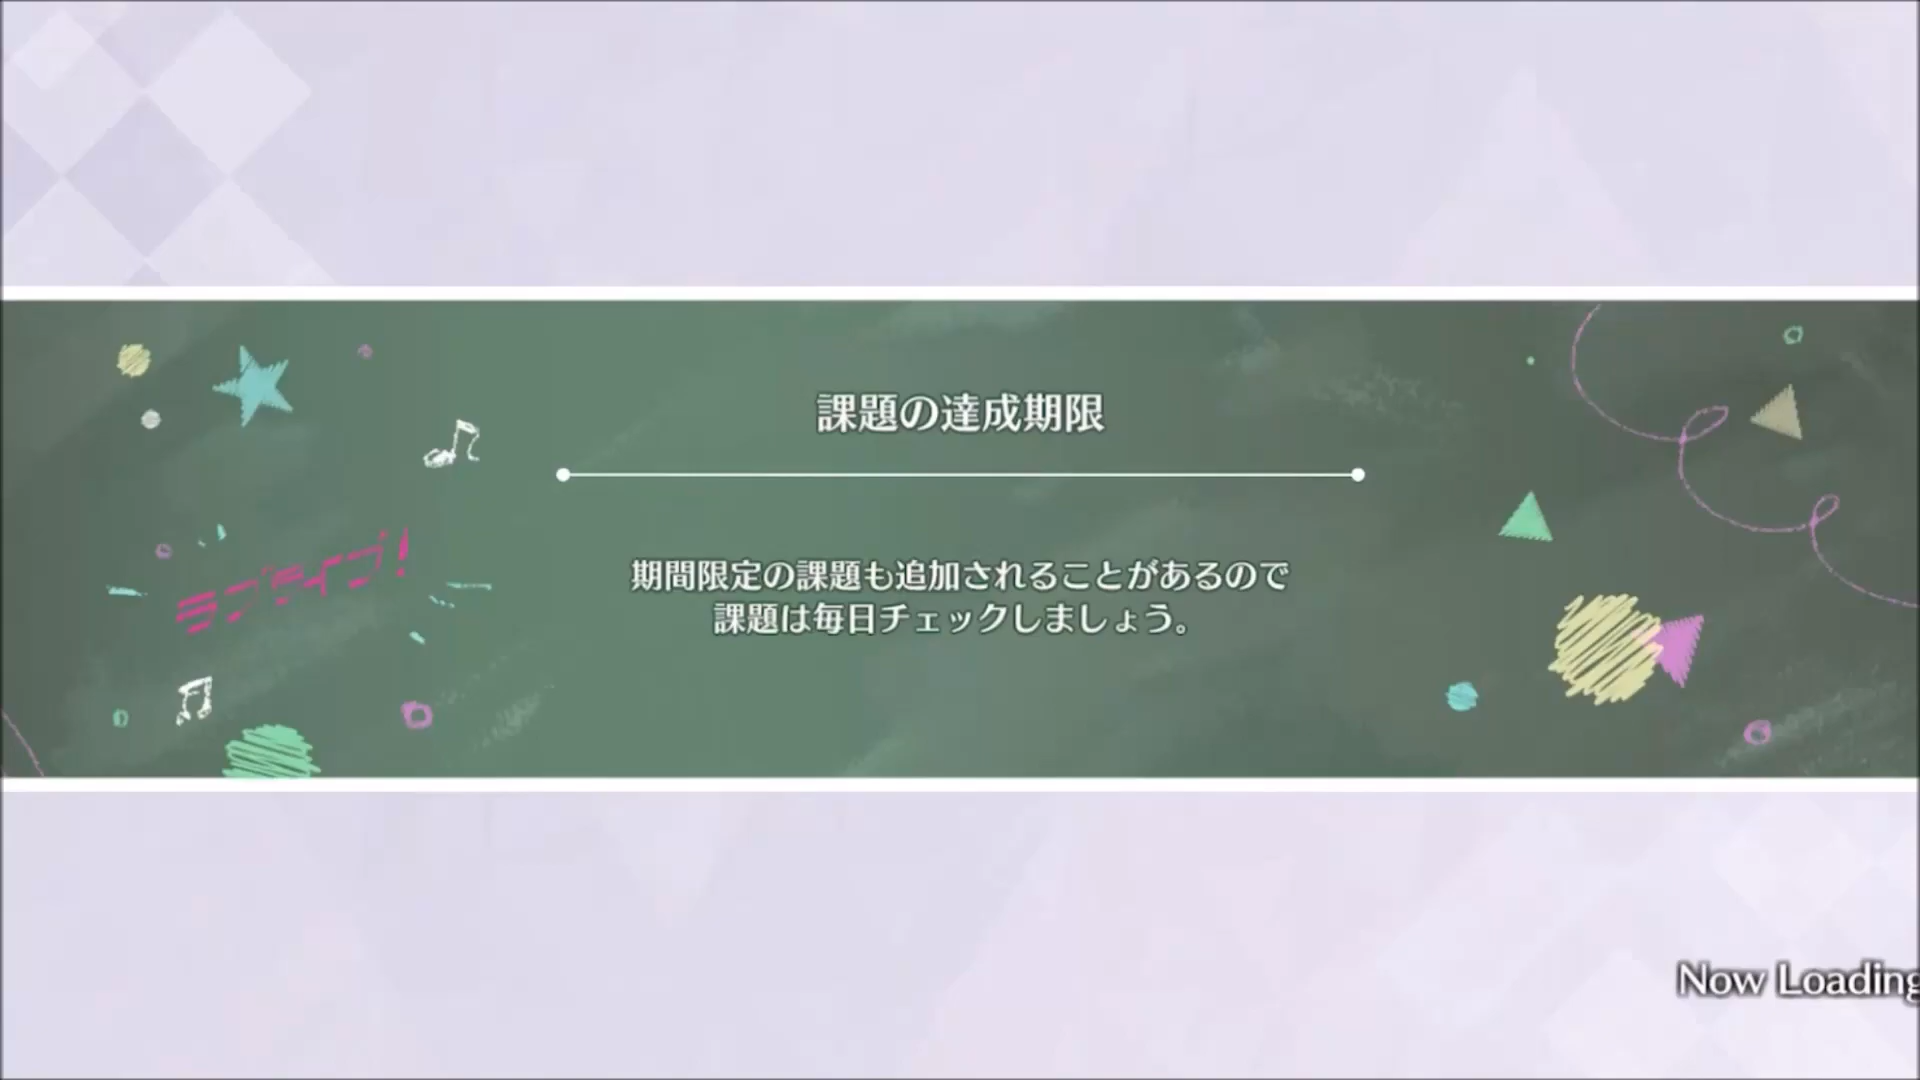 課題の達成期限
ラブライブ!
期間限定の課題も追加されることがあるので
課題は毎日チェックしましょう。
Now Loading